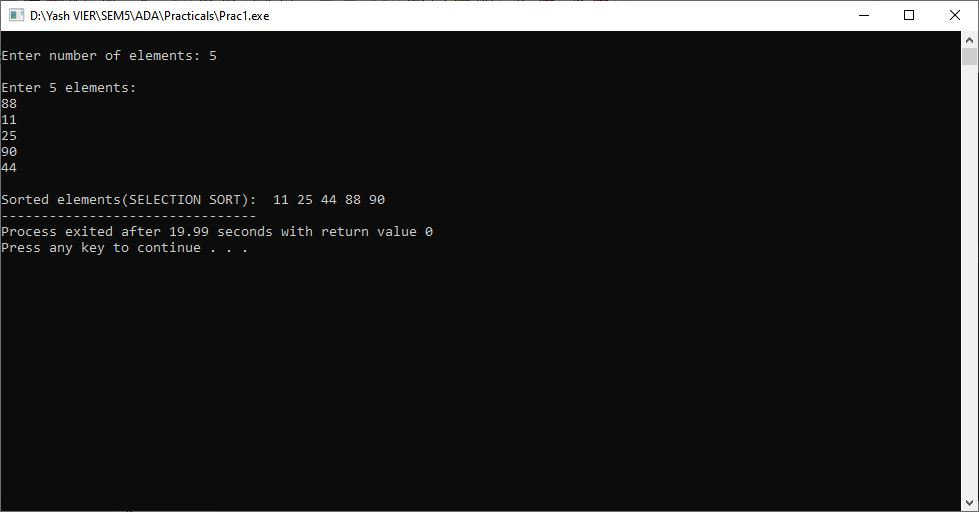 D:\Yash VIER\SEM5\ADA\Practicals\Prac1.exe
Enter number of elements: 5
Enter 5 elements:
88
11
25
90
44
Sorted elements(SELECTION SORT):  11 25 44 88 90
--------------------------------
Process exited after 19.99 seconds with return value 0
Press any key to continue . . .